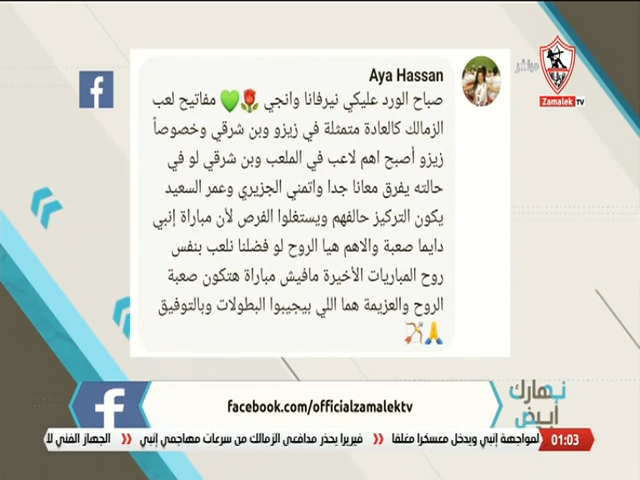 Aya Hassan
صباح الورد عليكي نيرفانا وانجي 🌹💚 مفاتيح لعب
الزمالك كالعادة متمثلة في زيزو وبن شرقي وخصوصاً
زيزو أصبح اهم لاعب في الملعب وبن شرقي لو في
حالته يفرق معانا جدا واتمني الجزيري وعمر السعيد
يكون التركيز حالفهم ويستغلوا الفرص لأن مباراة إنبي
دايما صعبة والاهم هيا الروح لو فضلنا نلعب بنفس
روح المباريات الأخيرة مافيش مباراة هتكون صعبة
الروح والعزيمة هما اللي بيجيبوا البطولات وبالتوفيق
🙏🏹
مباشر
Zamalek TV
facebook.com/officialzamalektv
نهارك
أبيض
لمواجهة إنبي ويدخل معسكرا مغلقا » فيريرا يحذر مدافعى الزمالك من سرعات مهاجمي إنبي » الجهاز الفني لا
01:03